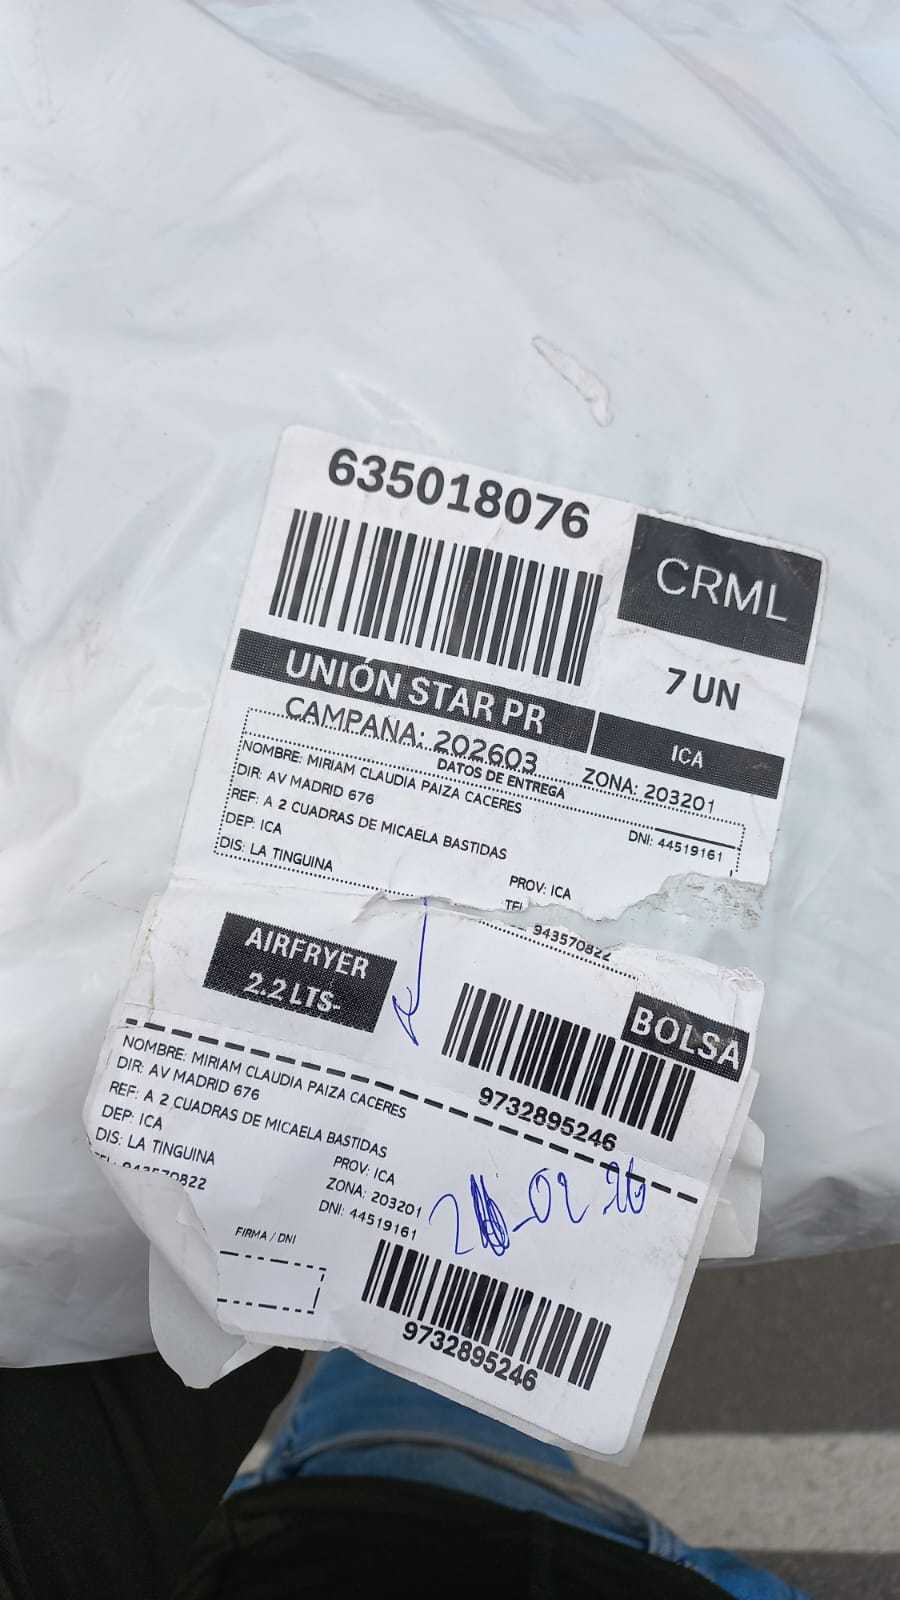 635018076
CRML
7 UN
UNIÓN STAR PR
ICA
CAMPAÑA: 202603
ZONA: 203201
DATOS DE ENTREGA
NOMBRE: MIRIAM CLAUDIA PAIZA CACERES
DIR: AV MADRID 676
DNI: 44519161
REF: A 2 CUADRAS DE MICAELA BASTIDAS
DEP: ICA
PROV: ICA
DIS: LA TINGUINA
943570822
AIRFRYER
2.2 LTS-
BOLSA
9732895246
NOMBRE: MIRIAM CLAUDIA PAIZA CACERES
DIR: AV MADRID 676
REF: A 2 CUADRAS DE MICAELA BASTIDAS
DEP: ICA
PROV: ICA
DIS: LA TINGUINA
ZONA: 203201
943570822
DNI: 44519161
-02 26
FIRMA / DNI
9732895246